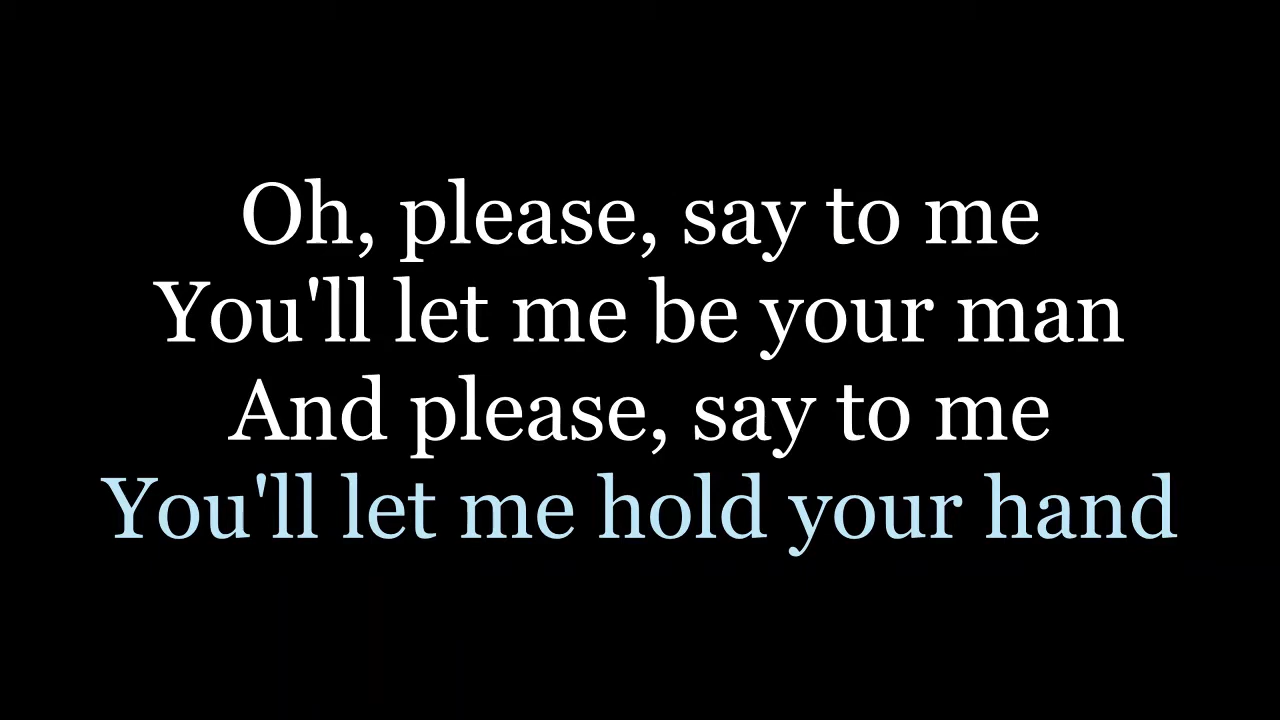 Oh, please, say to me
You'll let me be your man
And please, say to me
You'll let me hold your hand